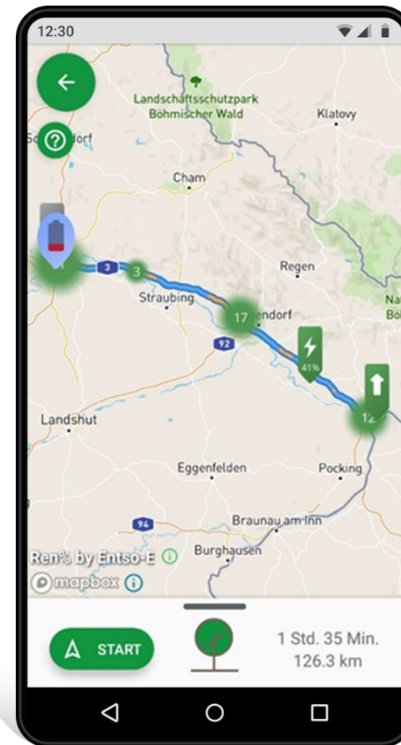 12:30
Landschaftsschutzpark
Böhmischer Wald
Klatovy
dorf
Cham
3
3
Regen
Straubing
17
endorf
92
41%
12
Landshut
Eggenfelden
Pocking
94
Braunau am Inn
Burghausen
Ren% by Entso-E
mapbox
START
1 Std. 35 Min.
126.3 km